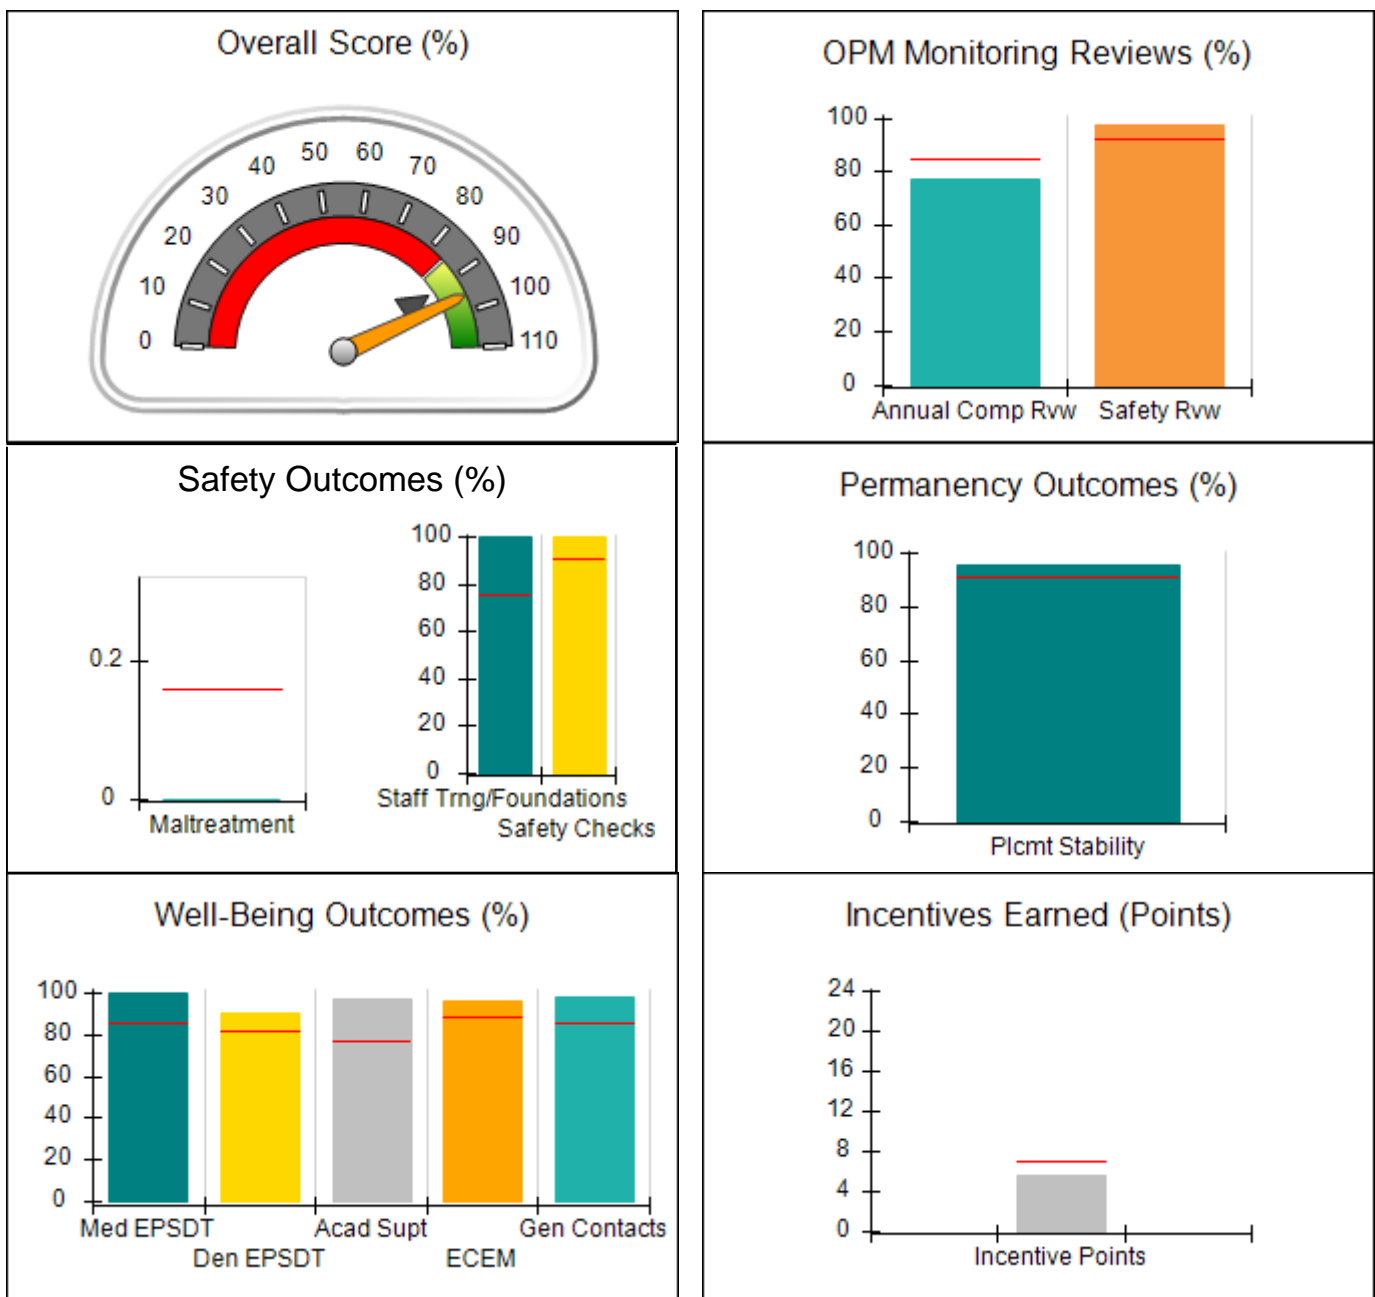 Overall Score (%)
0
10
20
30
40
50
60
70
80
90
100
110
OPM Monitoring Reviews (%)
100
80
60
40
20
0
Annual Comp Rvw
Safety Rvw
Safety Outcomes (%)
0.2
0
Maltreatment
100
80
60
40
20
0
Staff Trng/Foundations
Safety Checks
Permanency Outcomes (%)
100
80
60
40
20
0
Plcmt Stability
Well-Being Outcomes (%)
100
80
60
40
20
0
Med EPSDT
Den EPSDT
Acad Supt
ECEM
Gen Contacts
Incentives Earned (Points)
24
20
16
12
8
4
0
Incentive Points